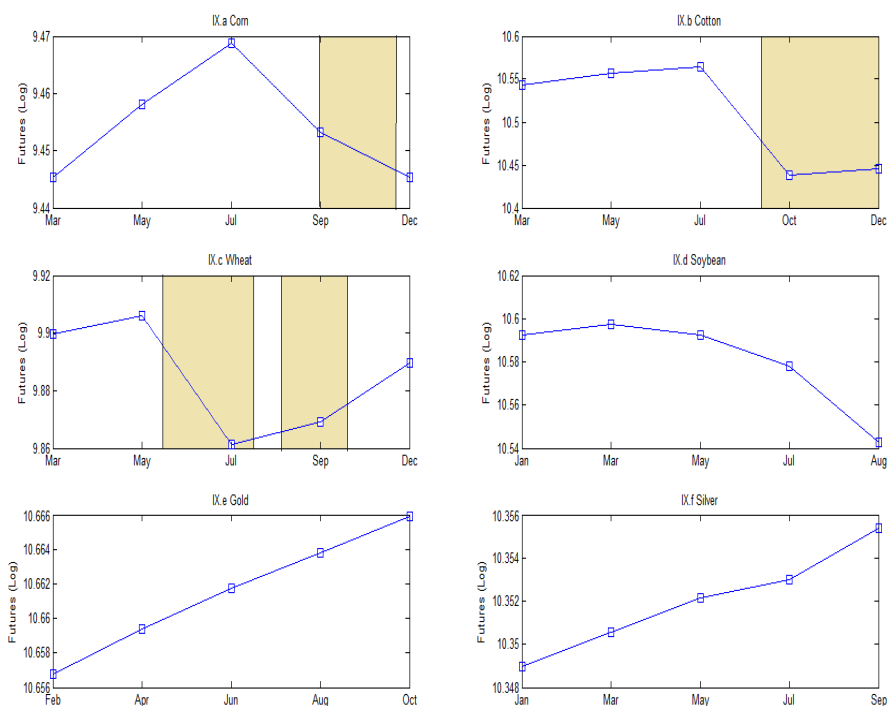 IX.a Corn
Futures (Log)
9.47
9.46
9.45
9.44
Mar May Jul Sep Dec
IX.b Cotton
Futures (Log)
10.6
10.55
10.5
10.45
10.4
Mar May Jul Oct Dec
IX.c Wheat
Futures (Log)
9.92
9.9
9.88
9.86
Mar May Jul Sep Dec
IX.d Soybean
Futures (Log)
10.62
10.6
10.58
10.56
10.54
Jan Mar May Jul Aug
IX.e Gold
Futures (Log)
10.666
10.664
10.662
10.66
10.658
10.656
Feb Apr Jun Aug Oct
IX.f Silver
Futures (Log)
10.356
10.354
10.352
10.35
10.348
Jan Mar May Jul Sep